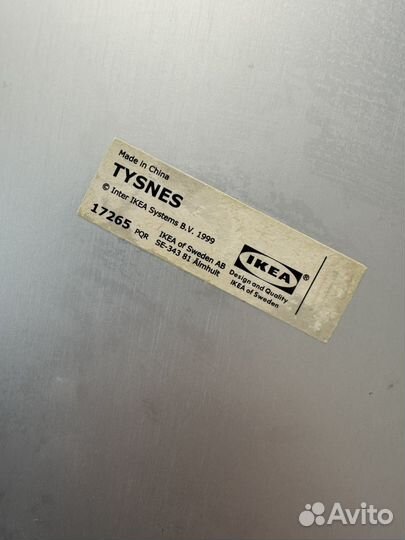 Made in China
TYSNES
© Inter IKEA Systems B.V. 1999
17265 PQR
IKEA of Sweden AB
SE-343 81 Älmhult
IKEA ®
Design and Quality
IKEA of Sweden
Avito